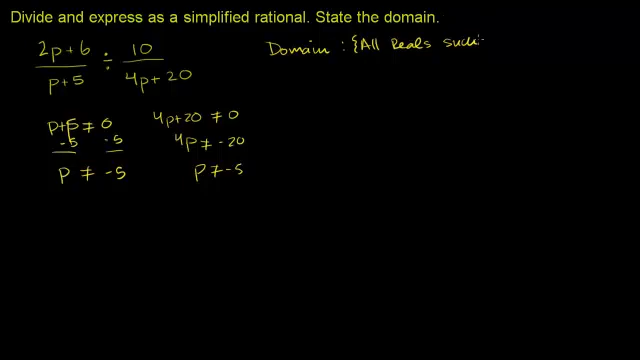 Divide and express as a simplified rational. State the domain.
2p+6 / p+5 ÷ 10 / 4p+20
Domain : {All Reals such
p+5 ≠ 0
-5 -5
p ≠ -5
4p+20 ≠ 0
4p ≠ -20
p ≠ -5